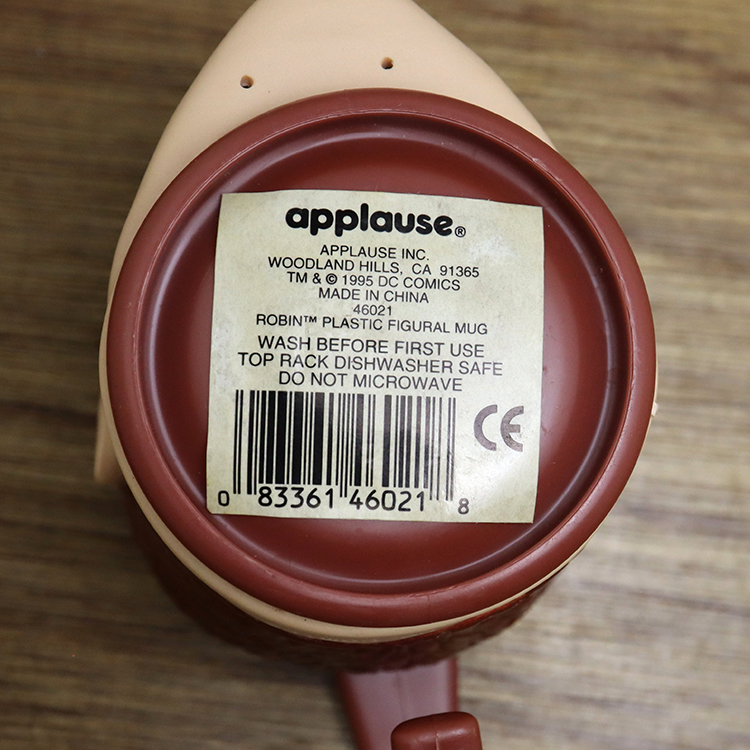 applause®
APPLAUSE INC.
WOODLAND HILLS, CA 91365
TM & © 1995 DC COMICS
MADE IN CHINA
46021
ROBIN™ PLASTIC FIGURAL MUG
WASH BEFORE FIRST USE
TOP RACK DISHWASHER SAFE
DO NOT MICROWAVE
CE
0 83361 46021 8